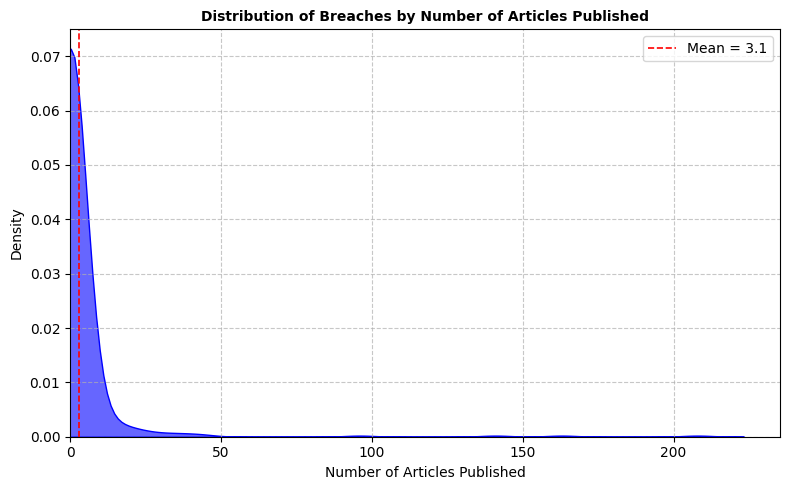 Distribution of Breaches by Number of Articles Published
Mean = 3.1
0.07
0.06
0.05
0.04
0.03
0.02
0.01
0.00
Density
0 50 100 150 200
Number of Articles Published